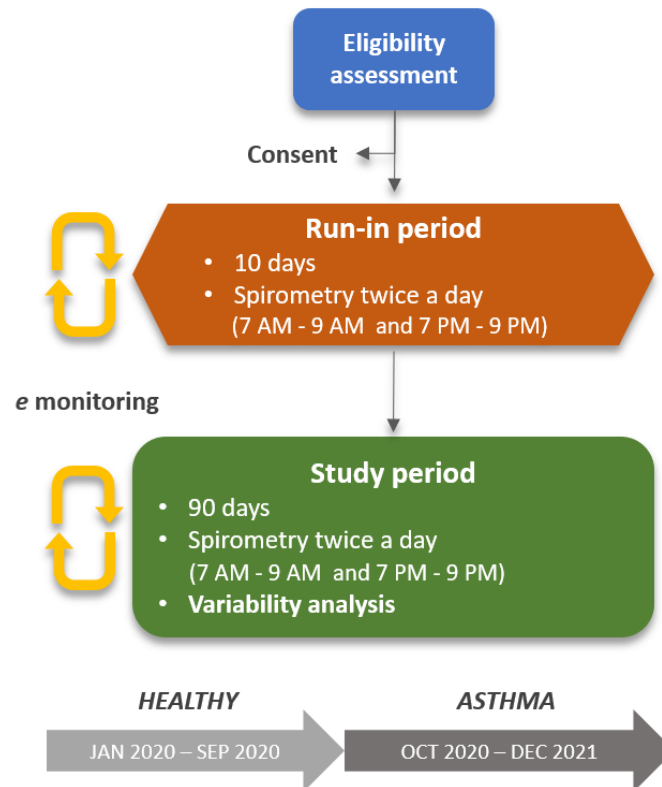 Eligibility
assessment
Consent
Run-in period
• 10 days
• Spirometry twice a day
(7 AM - 9 AM and 7 PM - 9 PM)
e monitoring
Study period
• 90 days
• Spirometry twice a day
(7 AM - 9 AM and 7 PM - 9 PM)
• Variability analysis
HEALTHY
ASTHMA
JAN 2020 – SEP 2020
OCT 2020 – DEC 2021